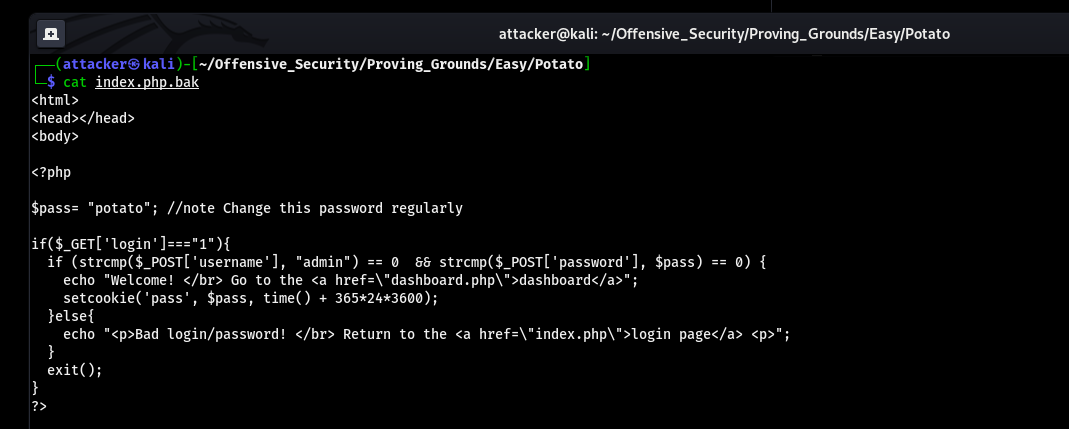 attacker@kali: ~/Offensive_Security/Proving_Grounds/Easy/Potato
┌──(attacker㉿kali)-[~/Offensive_Security/Proving_Grounds/Easy/Potato]
└─$ cat index.php.bak
<html>
<head></head>
<body>

<?php

$pass= "potato"; //note Change this password regularly

if($_GET['login']==="1"){
  if (strcmp($_POST['username'], "admin") == 0  && strcmp($_POST['password'], $pass) == 0) {
    echo "Welcome! </br> Go to the <a href=\"dashboard.php\">dashboard</a>";
    setcookie('pass', $pass, time() + 365*24*3600);
  }else{
    echo "<p>Bad login/password! </br> Return to the <a href=\"index.php\">login page</a> <p>";
  }
  exit();
}
?>